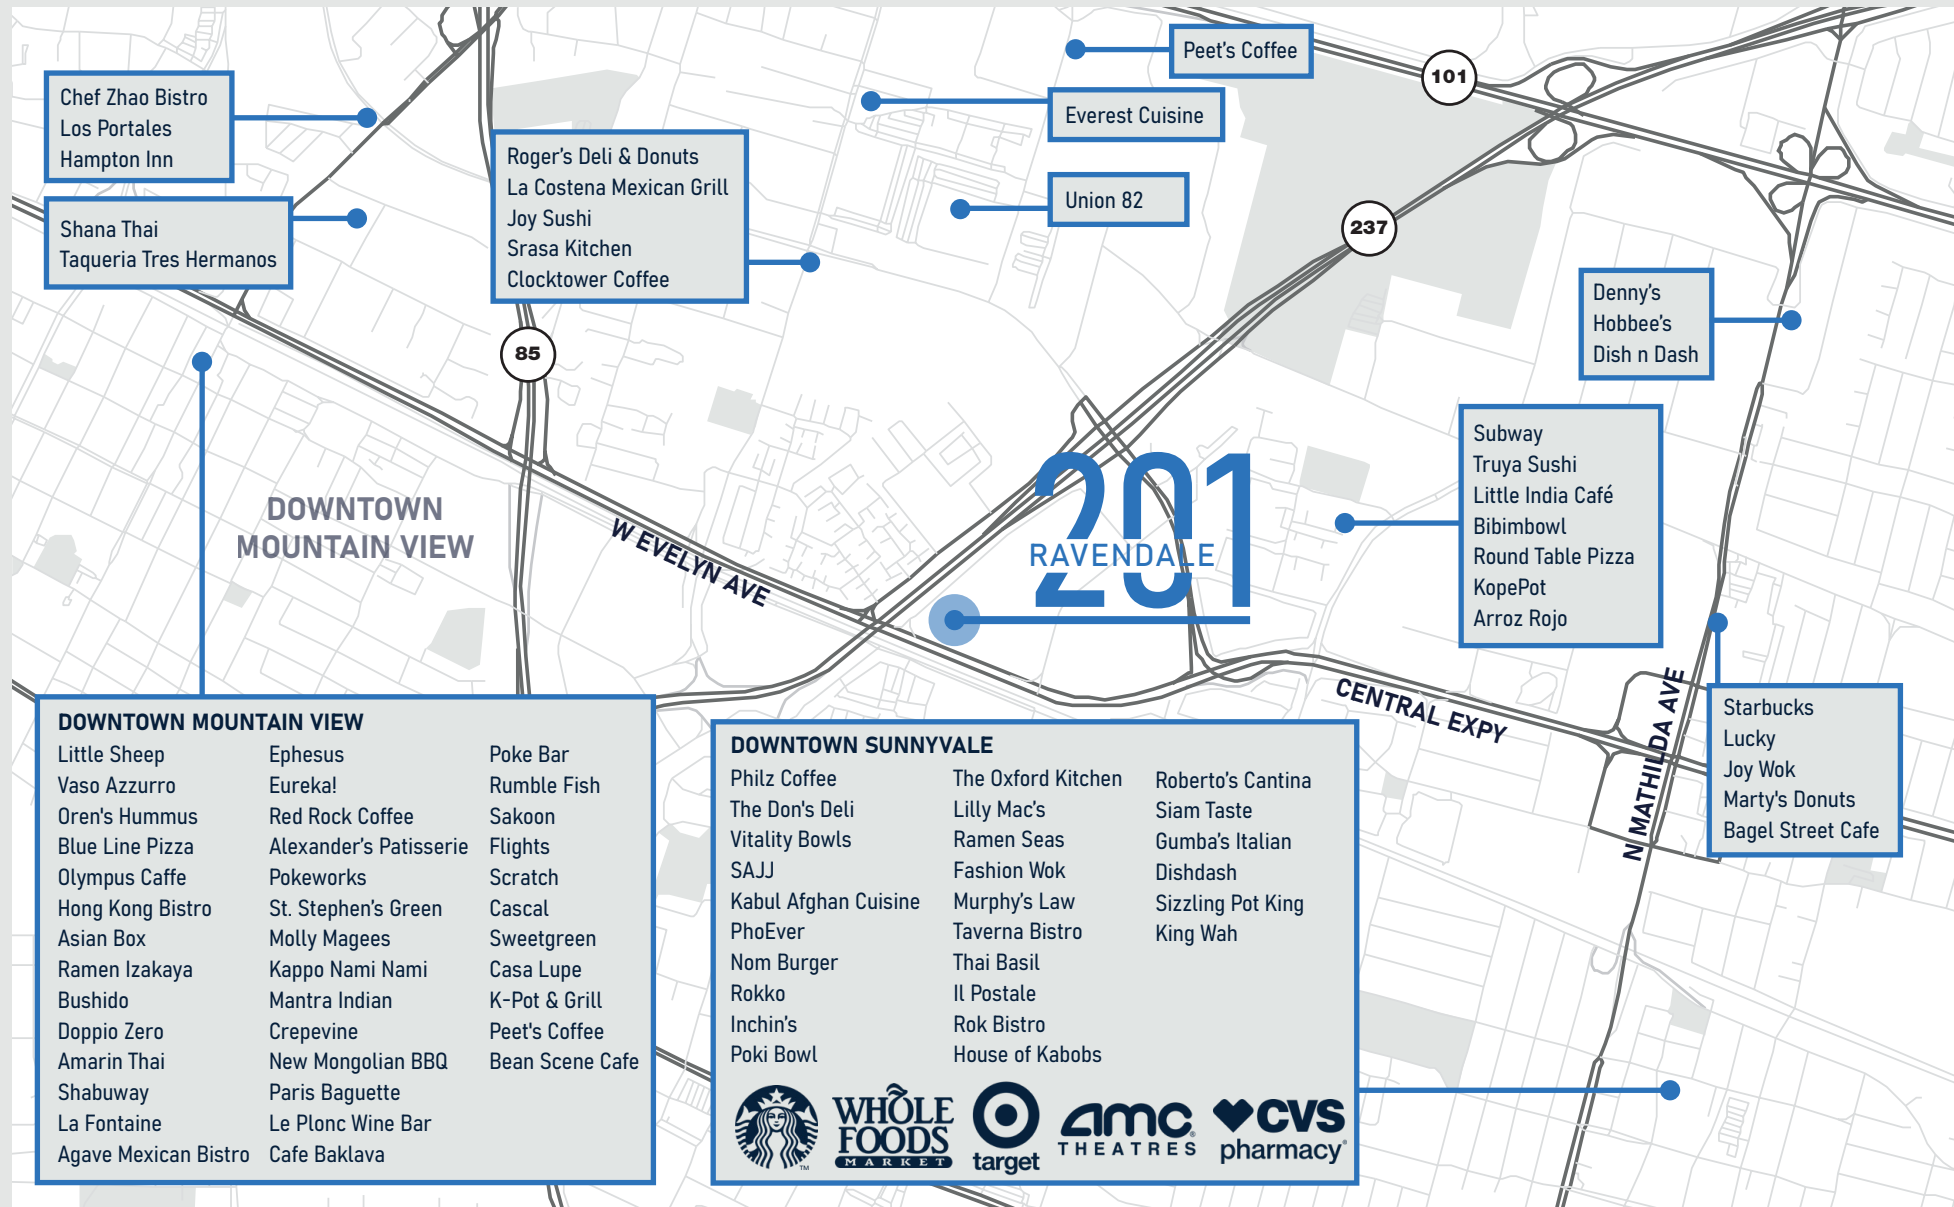 Peet's Coffee
101
Chef Zhao Bistro
Los Portales
Hampton Inn
Everest Cuisine
Roger's Deli & Donuts
La Costena Mexican Grill
Joy Sushi
Srasa Kitchen
Clocktower Coffee
Union 82
Shana Thai
Taqueria Tres Hermanos
237
Denny's
Hobbee's
Dish n Dash
85
Subway
Truya Sushi
Little India Café
Bibimbowl
Round Table Pizza
KopePot
Arroz Rojo
DOWNTOWN
MOUNTAIN VIEW
W EVELYN AVE
201
RAVENDALE
CENTRAL EXPY
N MATHILDA AVE
Starbucks
Lucky
Joy Wok
Marty's Donuts
Bagel Street Cafe
DOWNTOWN MOUNTAIN VIEW
Little Sheep
Vaso Azzurro
Oren's Hummus
Blue Line Pizza
Olympus Caffe
Hong Kong Bistro
Asian Box
Ramen Izakaya
Bushido
Doppio Zero
Amarin Thai
Shabuway
La Fontaine
Agave Mexican Bistro
Ephesus
Eureka!
Red Rock Coffee
Alexander's Patisserie
Pokeworks
St. Stephen's Green
Molly Magees
Kappo Nami Nami
Mantra Indian
Crepevine
New Mongolian BBQ
Paris Baguette
Le Plonc Wine Bar
Cafe Baklava
Poke Bar
Rumble Fish
Sakoon
Flights
Scratch
Cascal
Sweetgreen
Casa Lupe
K-Pot & Grill
Peet's Coffee
Bean Scene Cafe
DOWNTOWN SUNNYVALE
Philz Coffee
The Don's Deli
Vitality Bowls
SAJJ
Kabul Afghan Cuisine
PhoEver
Nom Burger
Rokko
Inchin's
Poki Bowl
The Oxford Kitchen
Lilly Mac's
Ramen Seas
Fashion Wok
Murphy's Law
Taverna Bistro
Thai Basil
Il Postale
Rok Bistro
House of Kabobs
Roberto's Cantina
Siam Taste
Gumba's Italian
Dishdash
Sizzling Pot King
King Wah
TM
WHOLE
FOODS
MARKET
target
amc
THEATRES
CVS
pharmacy